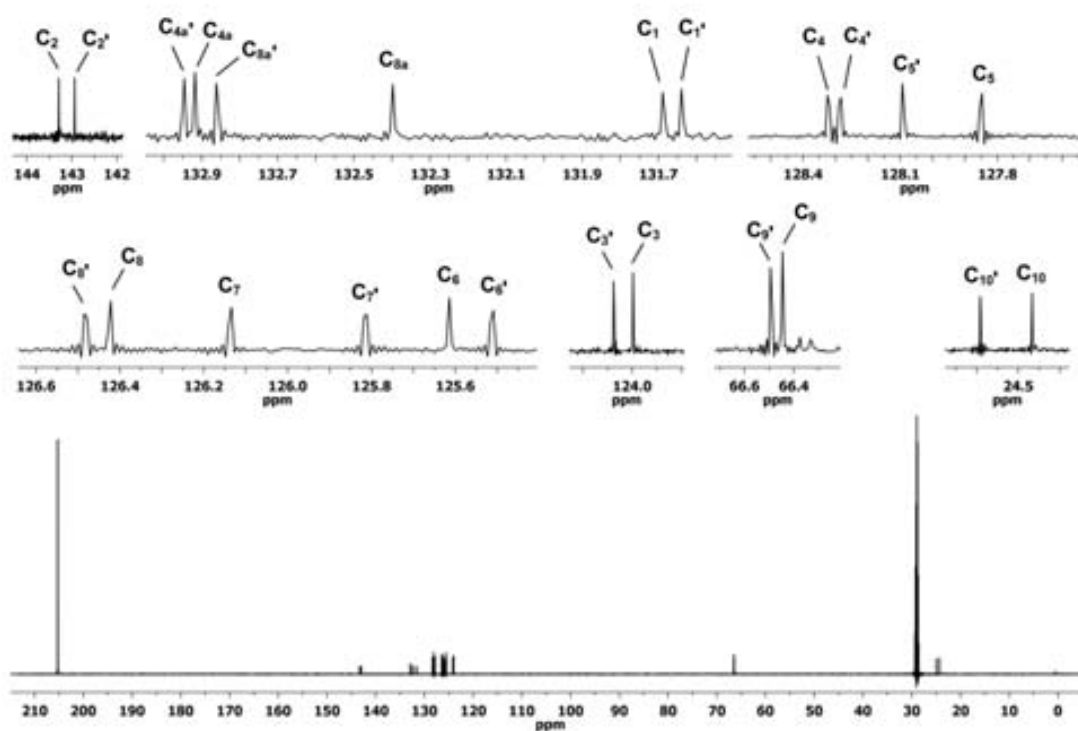 C2 C2' C4a' C4a C8a' C8a C1 C1' C4 C4' C5' C5
144 143 142 132.9 132.7 132.5 132.3 132.1 131.9 131.7 128.4 128.1 127.8
ppm ppm ppm
C8' C8 C7 C7' C6 C6' C3' C3 C9' C9 C10' C10
126.6 126.4 126.2 126.0 125.8 125.6 124.0 66.6 66.4 24.5
ppm ppm ppm ppm
210 200 190 180 170 160 150 140 130 120 110 100 90 80 70 60 50 40 30 20 10 0
ppm